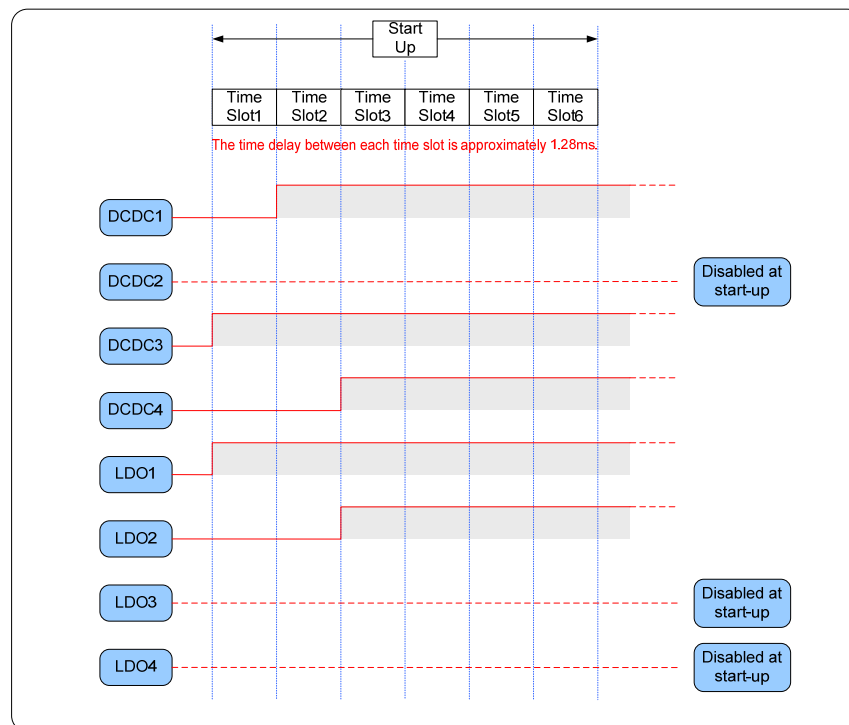 Start
Up
Time Slot1
Time Slot2
Time Slot3
Time Slot4
Time Slot5
Time Slot6
The time delay between each time slot is approximately 1.28ms.
DCDC1
DCDC2
Disabled at
start-up
DCDC3
DCDC4
LDO1
LDO2
LDO3
Disabled at
start-up
LDO4
Disabled at
start-up